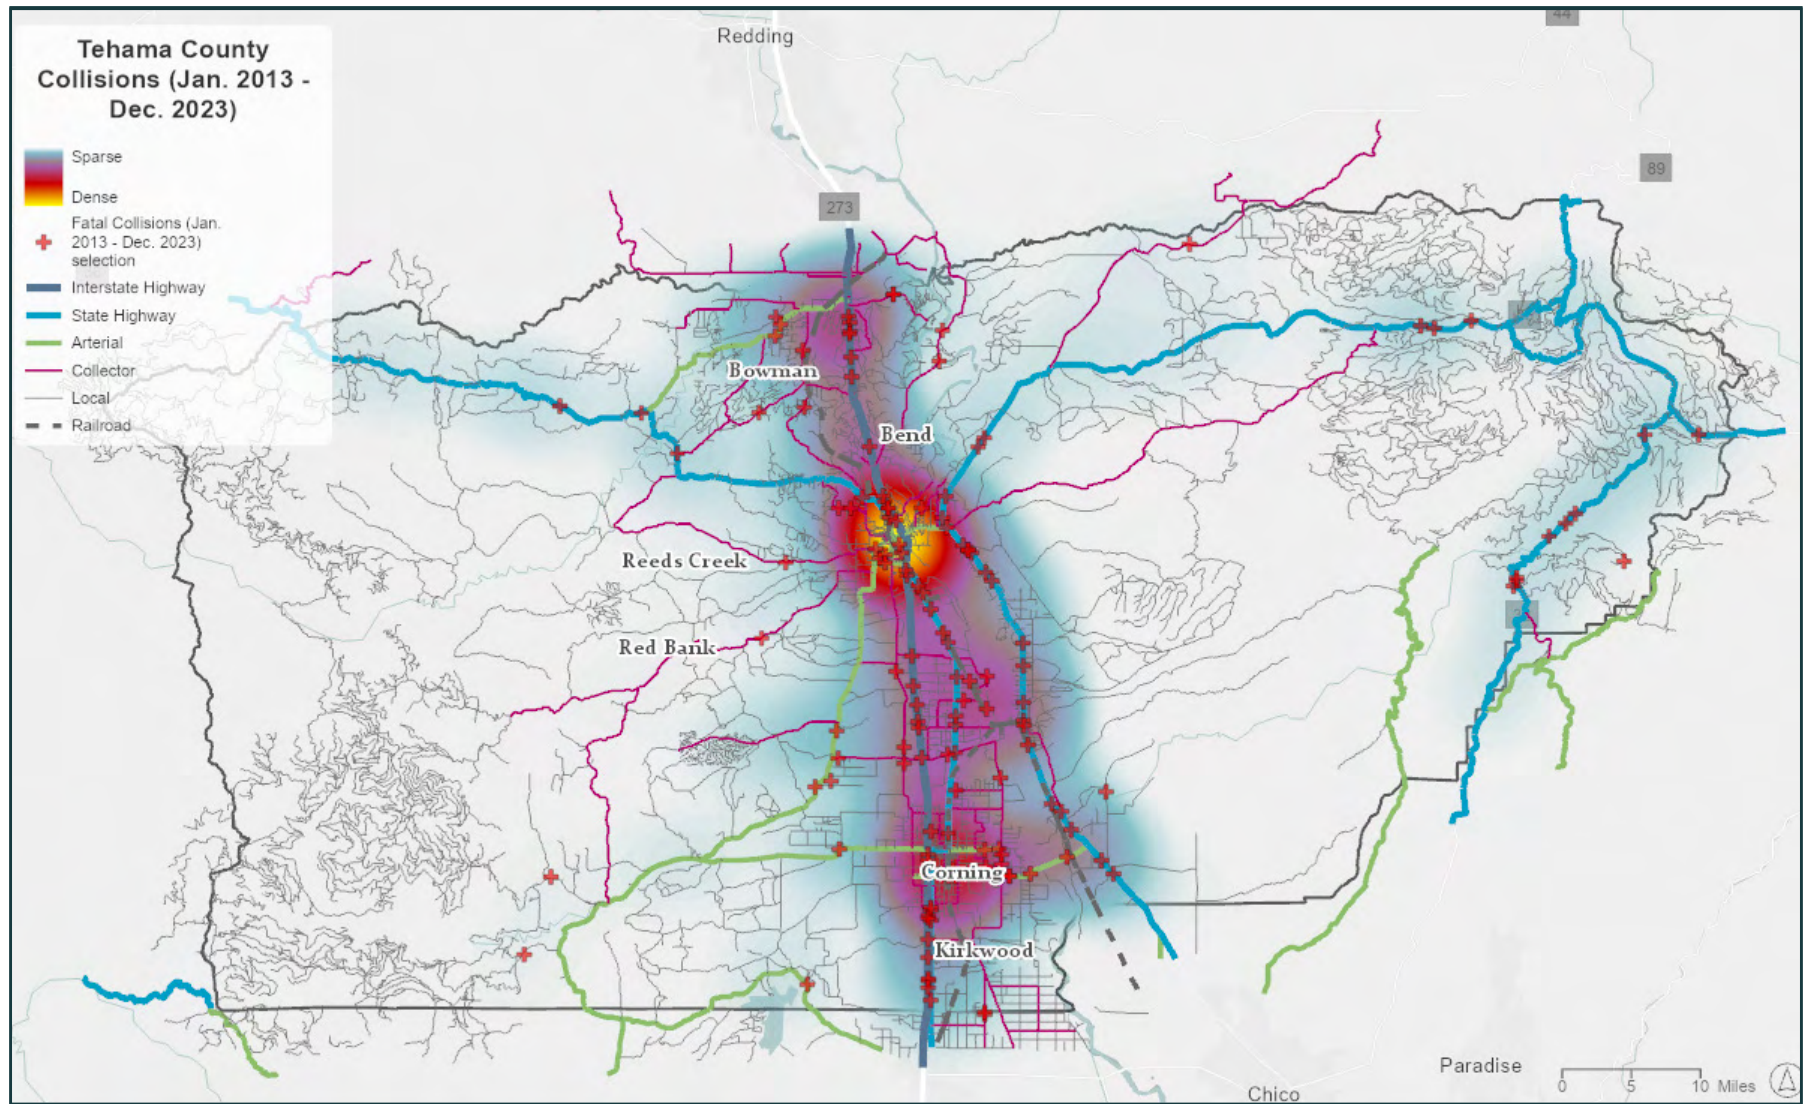 Tehama County
Collisions (Jan. 2013 -
Dec. 2023)
Sparse
Dense
Fatal Collisions (Jan.
2013 - Dec. 2023)
selection
Interstate Highway
State Highway
Arterial
Collector
Local
Railroad
Redding
44
89
273
Bowman
Bend
Reeds Creek
Red Bank
Corning
Kirkwood
Paradise
Chico
0 5 10 Miles